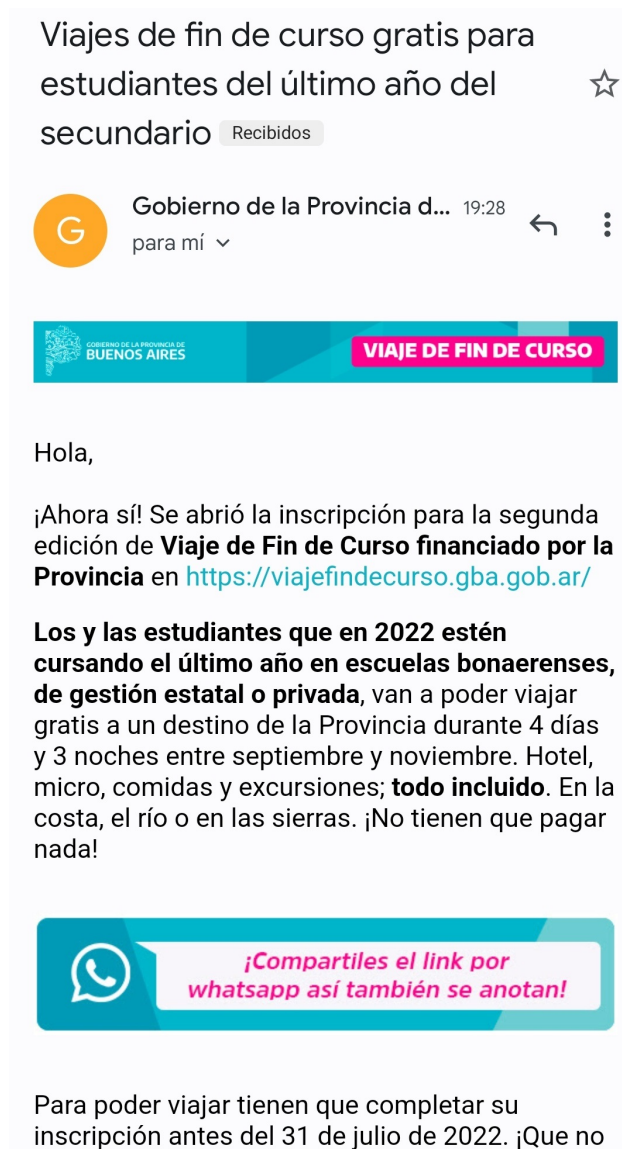 Viajes de fin de curso gratis para
estudiantes del último año del
secundario Recibidos
G
Gobierno de la Provincia d... 19:28
para mí
GOBIERNO DE LA PROVINCIA DE
BUENOS AIRES
VIAJE DE FIN DE CURSO
Hola,
¡Ahora sí! Se abrió la inscripción para la segunda
edición de Viaje de Fin de Curso financiado por la
Provincia en https://viajefindecurso.gba.gob.ar/
Los y las estudiantes que en 2022 estén
cursando el último año en escuelas bonaerenses,
de gestión estatal o privada, van a poder viajar
gratis a un destino de la Provincia durante 4 días
y 3 noches entre septiembre y noviembre. Hotel,
micro, comidas y excursiones; todo incluido. En la
costa, el río o en las sierras. ¡No tienen que pagar
nada!
¡Compartiles el link por
whatsapp así también se anotan!
Para poder viajar tienen que completar su
inscripción antes del 31 de julio de 2022. ¡Que no